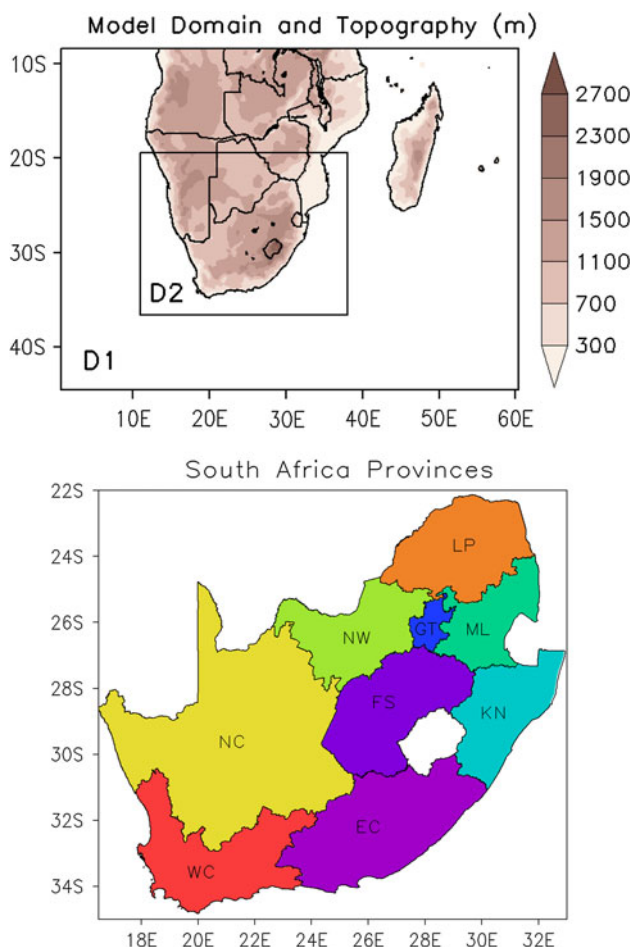 Model Domain and Topography (m)
10S
20S
30S
40S
D2
D1
10E 20E 30E 40E 50E 60E
2700
2300
1900
1500
1100
700
300
South Africa Provinces
22S
24S
26S
28S
30S
32S
34S
LP
GT
ML
NW
FS
KN
NC
EC
WC
18E 20E 22E 24E 26E 28E 30E 32E